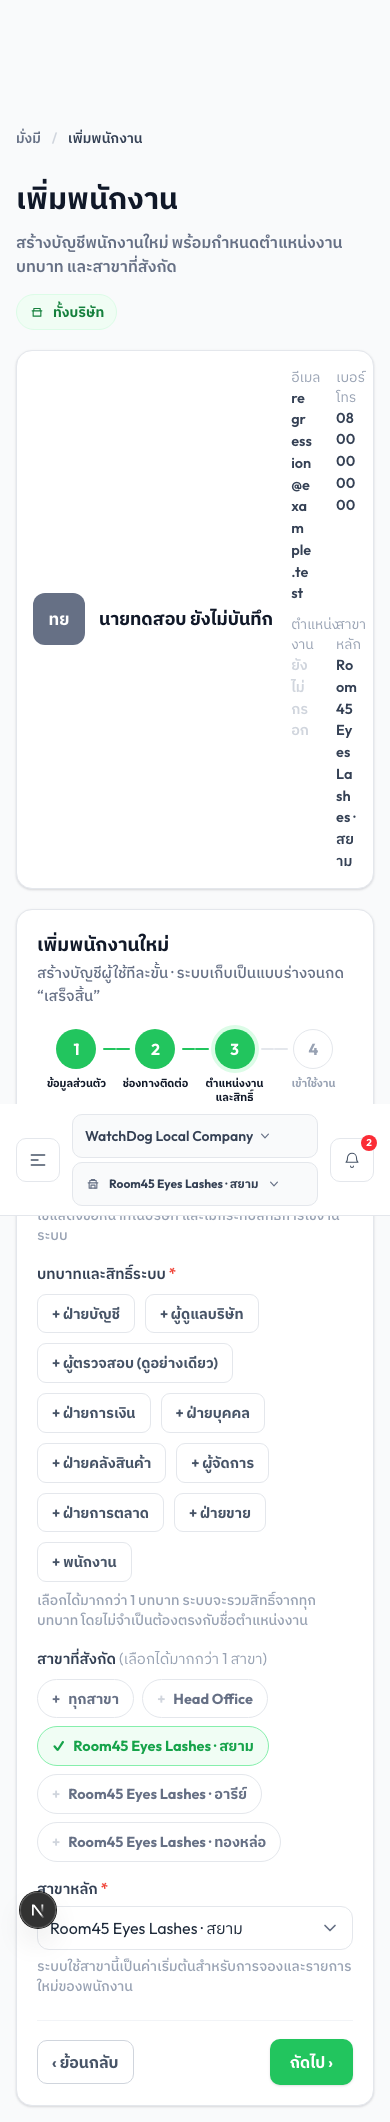 มั่งมี / เพิ่มพนักงาน
เพิ่มพนักงาน
สร้างบัญชีพนักงานใหม่ พร้อมกำหนดตำแหน่งงาน
บทบาท และสาขาที่สังกัด
ทั้งบริษัท
ทย
นายทดสอบ ยังไม่บันทึก
อีเมล
re
gr
ess
ion
@e
xa
m
ple
.te
st
เบอร์
โทร
08
00
00
00
00
ตำแหน่ง
งาน
ยัง
ไม่
กร
อก
สาขา
หลัก
Ro
om
45
Ey
es
La
sh
es ·
สย
าม
เพิ่มพนักงานใหม่
สร้างบัญชีผู้ใช้ทีละขั้น · ระบบเก็บเป็นแบบร่างจนกด
“เสร็จสิ้น”
1 2 3 4
ข้อมูลส่วนตัว ช่องทางติดต่อ ตำแหน่งงาน เข้าใช้งาน
และสิทธิ์
WatchDog Local Company
Room45 Eyes Lashes · สยาม
2
ระบบ
บทบาทและสิทธิ์ระบบ *
+ ฝ่ายบัญชี + ผู้ดูแลบริษัท
+ ผู้ตรวจสอบ (ดูอย่างเดียว)
+ ฝ่ายการเงิน + ฝ่ายบุคคล
+ ฝ่ายคลังสินค้า + ผู้จัดการ
+ ฝ่ายการตลาด + ฝ่ายขาย
+ พนักงาน
เลือกได้มากกว่า 1 บทบาท ระบบจะรวมสิทธิ์จากทุก
บทบาท โดยไม่จำเป็นต้องตรงกับชื่อตำแหน่งงาน
สาขาที่สังกัด (เลือกได้มากกว่า 1 สาขา)
+ ทุกสาขา + Head Office
Room45 Eyes Lashes · สยาม
+ Room45 Eyes Lashes · อารีย์
+ Room45 Eyes Lashes · ทองหล่อ
สาขาหลัก *
N
Room45 Eyes Lashes · สยาม
ระบบใช้สาขานี้เป็นค่าเริ่มต้นสำหรับการจองและรายการ
ใหม่ของพนักงาน
‹ ย้อนกลับ ถัดไป ›